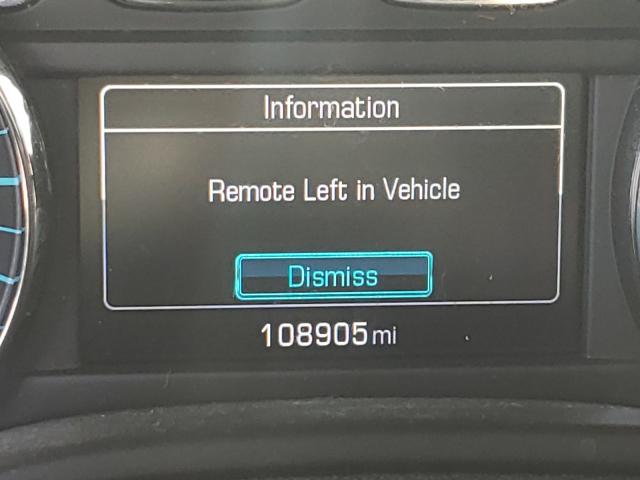 Information
Remote Left in Vehicle
Dismiss
108905 mi